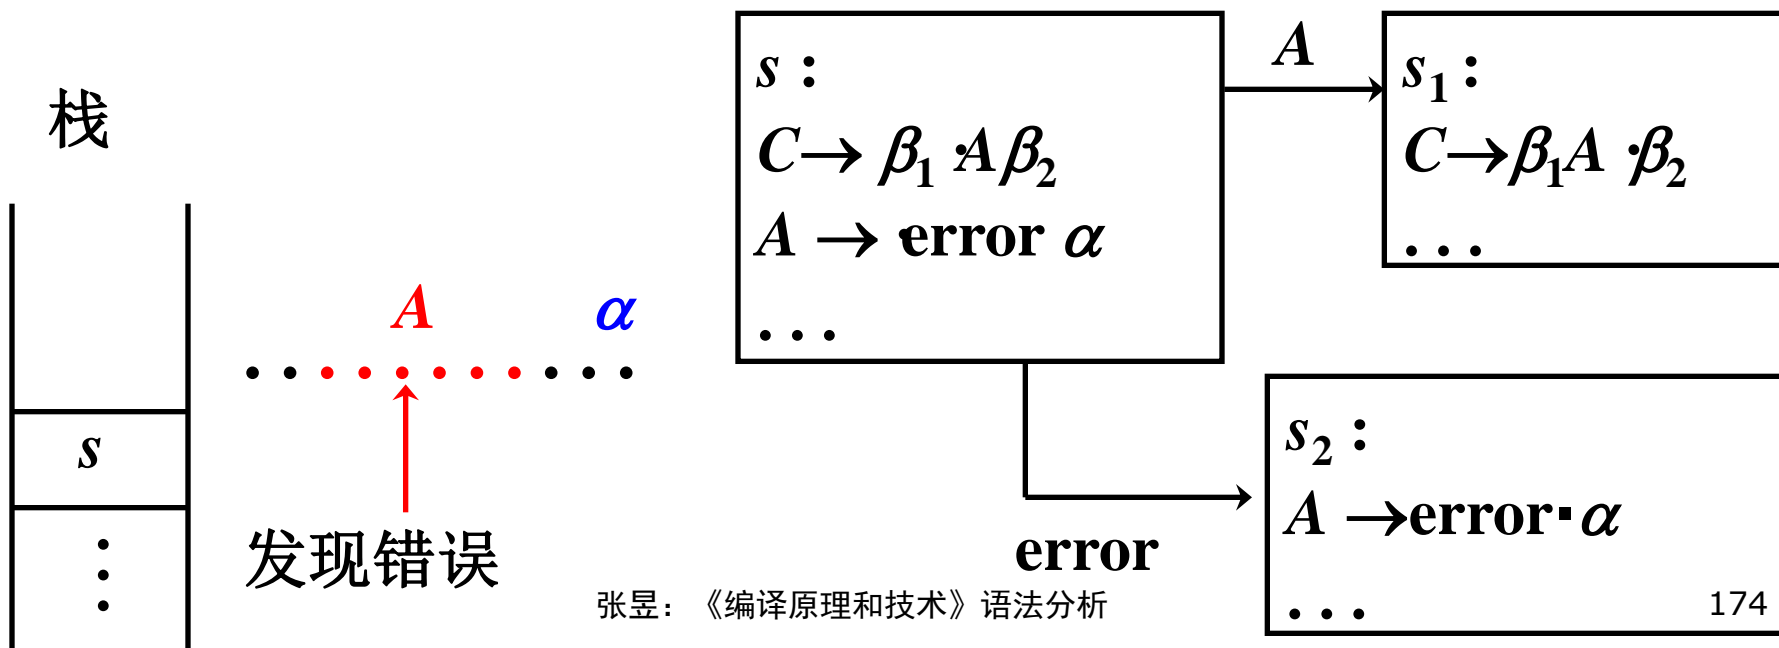 栈
s
⋮
A
α
发现错误
s :
C→ β₁ ·Aβ₂
A → ·error α
. . .
A
s₁ :
C→β₁A ·β₂
. . .
error
s₂ :
A →error·α
. . .
张昱：《编译原理和技术》语法分析
174